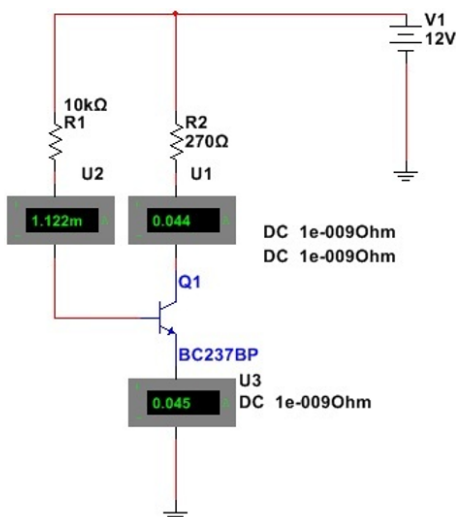 V1
12V
10kΩ
R1
R2
270Ω
U2
U1
1.122m A
0.044 A
DC 1e-009Ohm
DC 1e-009Ohm
Q1
BC237BP
U3
0.045 A
DC 1e-009Ohm